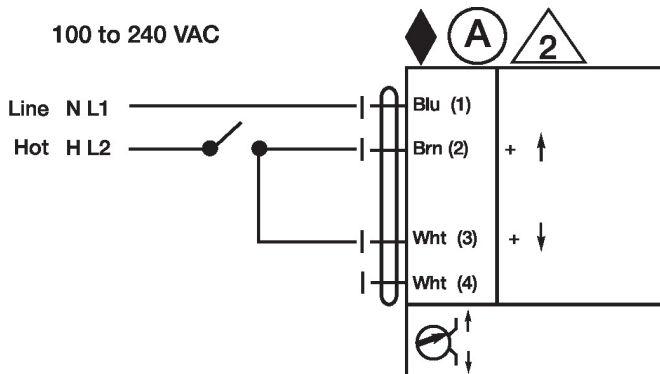 100 to 240 VAC
A
2
Line N L1
Blu (1)
Hot H L2
Brn (2)
+
Wht (3)
+
Wht (4)